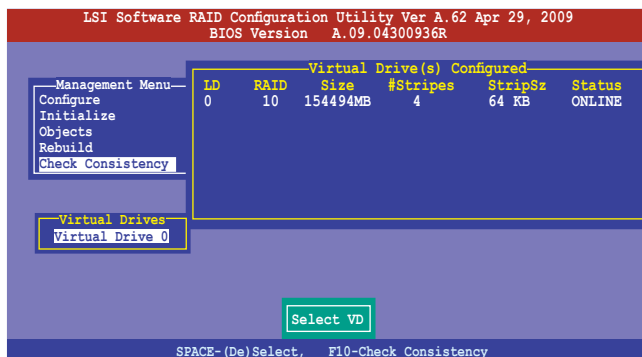 LSI Software RAID Configuration Utility Ver A.62 Apr 29, 2009
BIOS Version A.09.04300936R
Virtual Drive(s) Configured
LD RAID Size #Stripes StripSz Status
0 10 154494MB 4 64 KB ONLINE
Management Menu
Configure
Initialize
Objects
Rebuild
Check Consistency
Virtual Drives
Virtual Drive 0
Select VD
SPACE-(De)Select, F10-Check Consistency